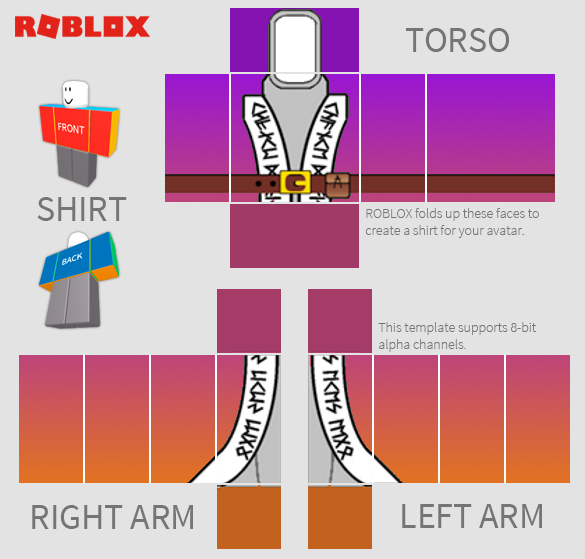 ROBLOX
TORSO
FRONT
SHIRT
ROBLOX folds up these faces to
create a shirt for your avatar.
BACK
This template supports 8-bit
alpha channels.
RIGHT ARM
LEFT ARM